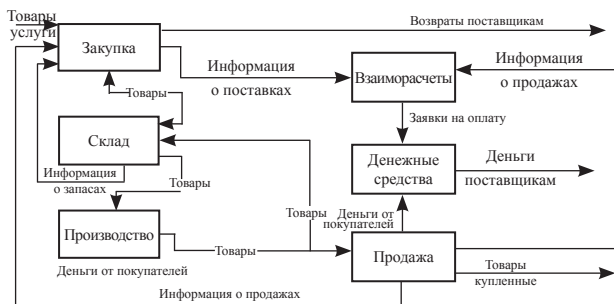 Товары
услуги
Возвраты поставщикам
Закупка
Информация
о поставках
Взаиморасчеты
Информация
о продажах
Товары
Заявки на оплату
Склад
Денежные
средства
Деньги
поставщикам
Информация
о запасах
Товары
Товары
Деньги от
покупателей
Производство
Товары
Продажа
Деньги от покупателей
Товары
купленные
Информация о продажах